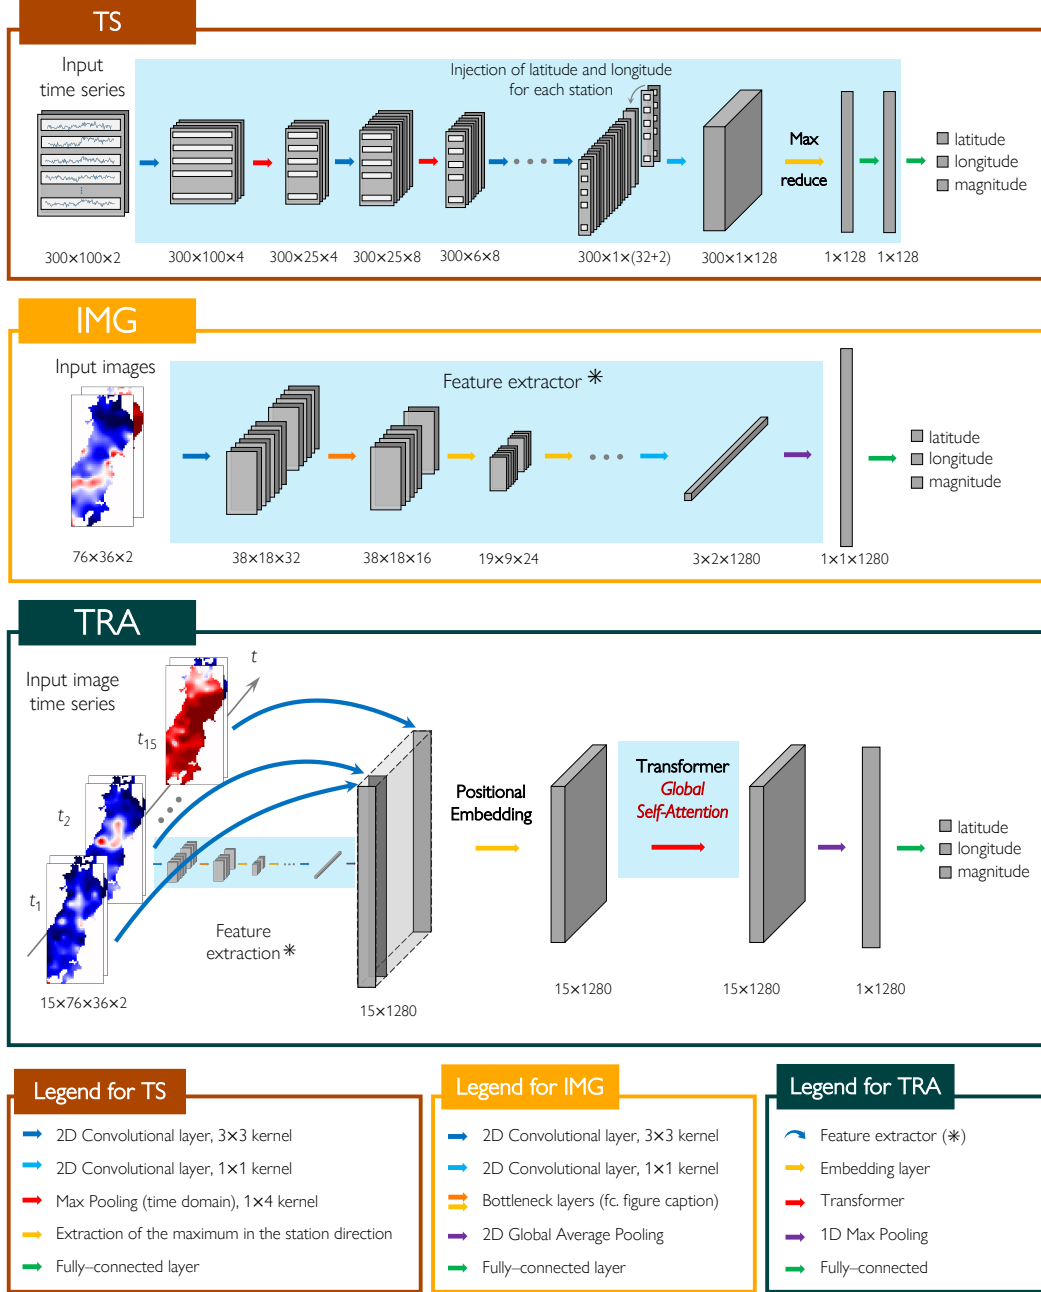 TS
Input
time series
Injection of latitude and longitude
for each station
Max
reduce
latitude
longitude
magnitude
300×100×2
300×100×4
300×25×4
300×25×8
300×6×8
300×1×(32+2)
300×1×128
1×128
1×128
IMG
Input images
Feature extractor *
latitude
longitude
magnitude
76×36×2
38×18×32
38×18×16
19×9×24
3×2×1280
1×1×1280
TRA
Input image
time series
t
t15
t2
t1
Positional
Embedding
Transformer
Global
Self-Attention
latitude
longitude
magnitude
Feature
extraction *
15×76×36×2
15×1280
15×1280
15×1280
1×1280
Legend for TS
2D Convolutional layer, 3×3 kernel
2D Convolutional layer, 1×1 kernel
Max Pooling (time domain), 1×4 kernel
Extraction of the maximum in the station direction
Fully–connected layer
Legend for IMG
2D Convolutional layer, 3×3 kernel
2D Convolutional layer, 1×1 kernel
Bottleneck layers (fc. figure caption)
2D Global Average Pooling
Fully–connected layer
Legend for TRA
Feature extractor (*)
Embedding layer
Transformer
1D Max Pooling
Fully–connected